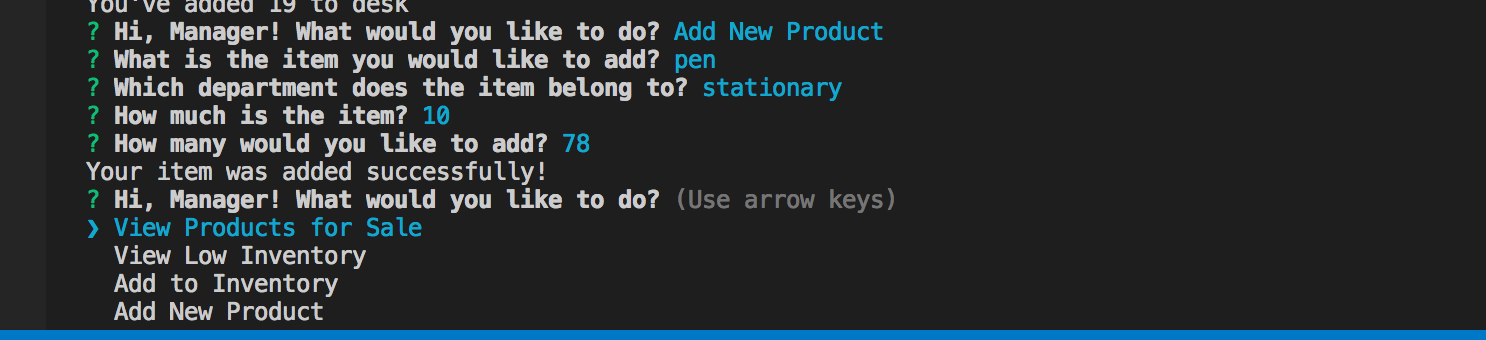 You've added 19 to desk
? Hi, Manager! What would you like to do? Add New Product
? What is the item you would like to add? pen
? Which department does the item belong to? stationary
? How much is the item? 10
? How many would you like to add? 78
Your item was added successfully!
? Hi, Manager! What would you like to do? (Use arrow keys)
❯ View Products for Sale
View Low Inventory
Add to Inventory
Add New Product